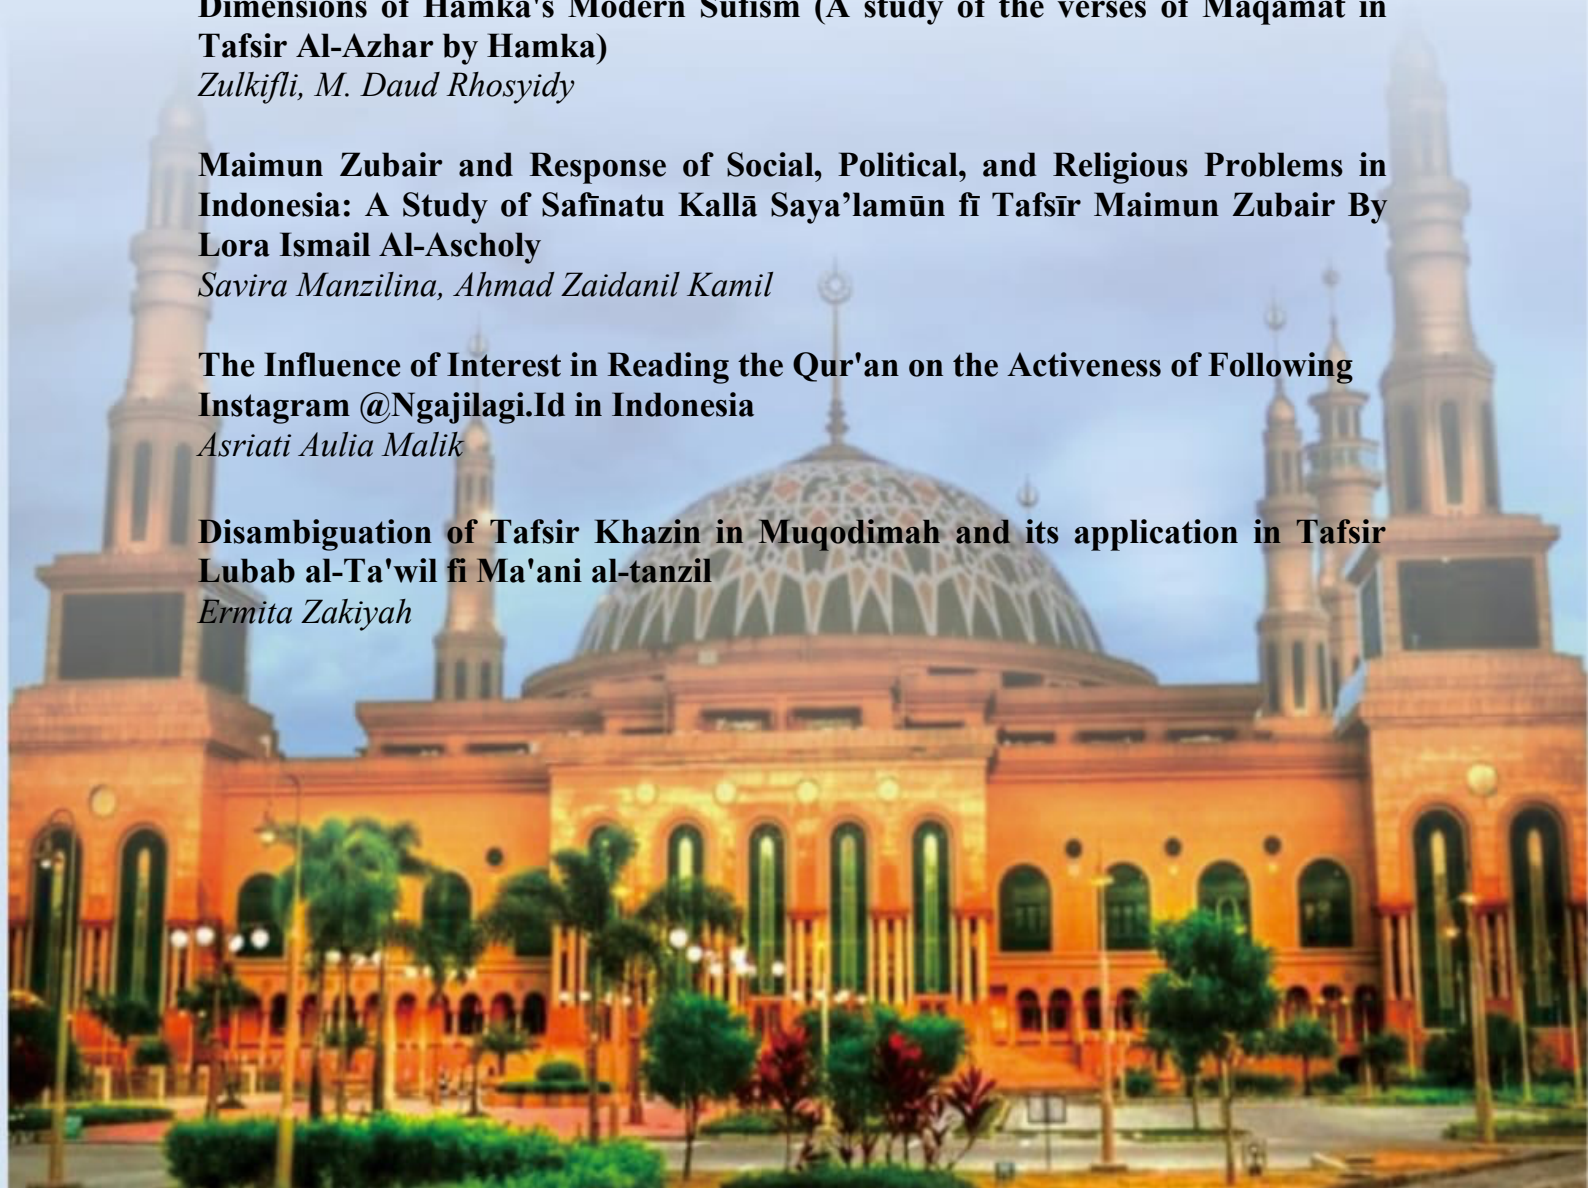 Dimensions of Hamka's Modern Sufism (A study of the verses of Maqamat in
Tafsir Al-Azhar by Hamka)
Zulkifli, M. Daud Rhosyidy
Maimun Zubair and Response of Social, Political, and Religious Problems in
Indonesia: A Study of Safīnatu Kallā Saya’lamūn fī Tafsīr Maimun Zubair By
Lora Ismail Al-Ascholy
Savira Manzilina, Ahmad Zaidanil Kamil
The Influence of Interest in Reading the Qur'an on the Activeness of Following
Instagram @Ngajilagi.Id in Indonesia
Asriati Aulia Malik
Disambiguation of Tafsir Khazin in Muqodimah and its application in Tafsir
Lubab al-Ta'wil fi Ma'ani al-tanzil
Ermita Zakiyah